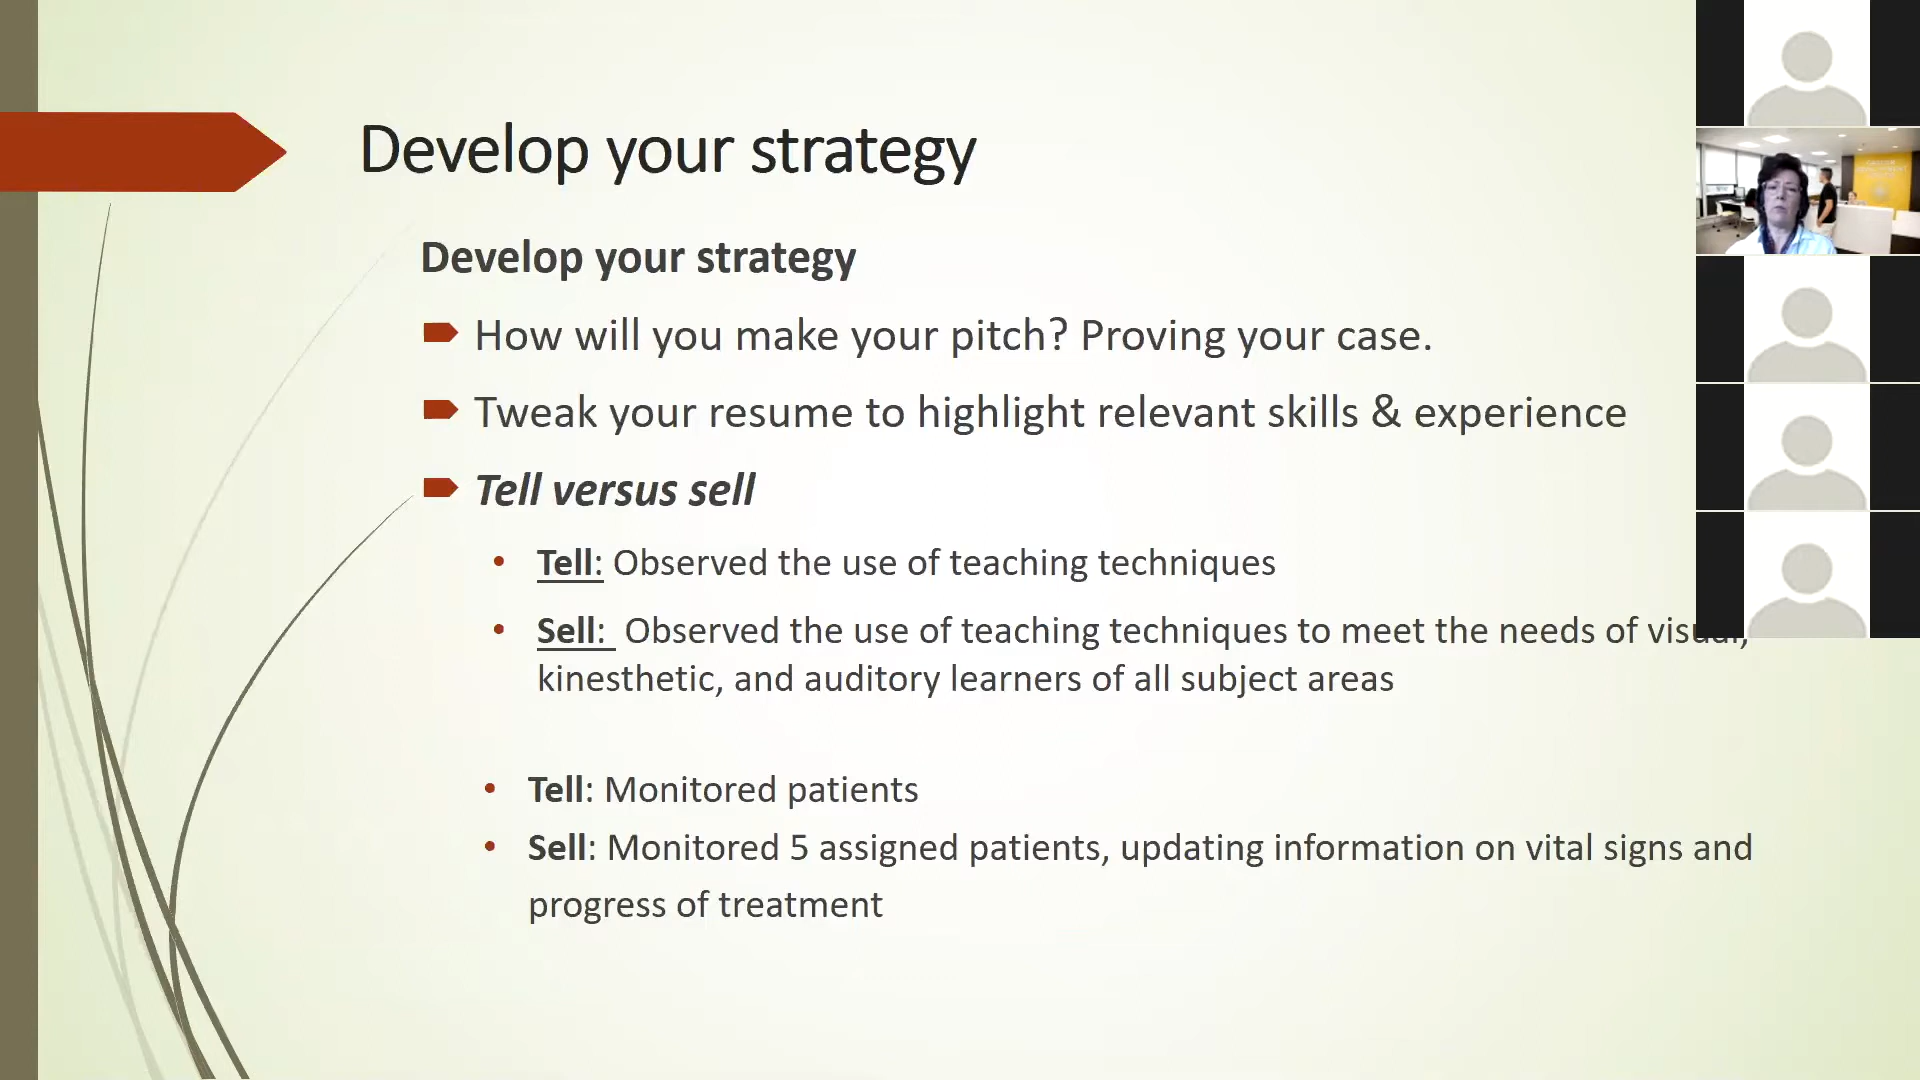 Develop your strategy
Develop your strategy
How will you make your pitch? Proving your case.
Tweak your resume to highlight relevant skills & experience
Tell versus sell
• Tell: Observed the use of teaching techniques
• Sell: Observed the use of teaching techniques to meet the needs of visual,
kinesthetic, and auditory learners of all subject areas
• Tell: Monitored patients
• Sell: Monitored 5 assigned patients, updating information on vital signs and
progress of treatment